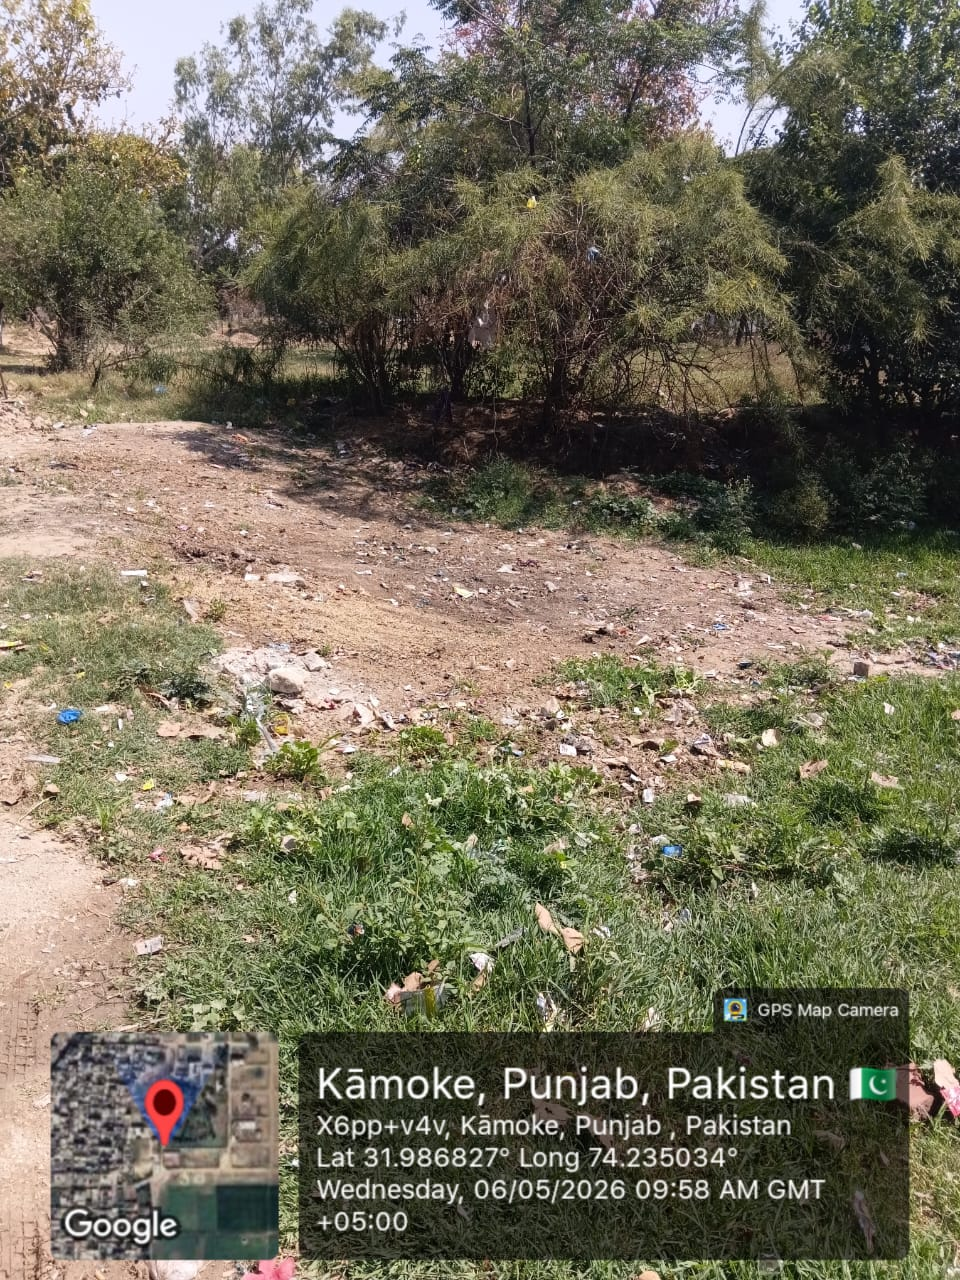 GPS Map Camera
Kāmoke, Punjab, Pakistan
X6pp+v4v, Kāmoke, Punjab , Pakistan
Lat 31.986827° Long 74.235034°
Wednesday, 06/05/2026 09:58 AM GMT
+05:00
Google